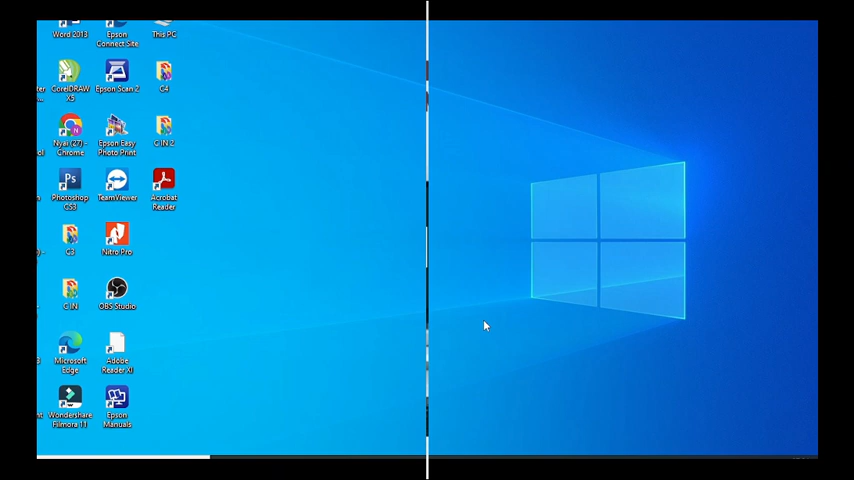 Word 2013
Epson
Connect Site
This PC
CorelDRAW
X5
Epson Scan 2
C4
Nyai (27) -
Chrome
Epson Easy
Photo Print
C IN 2
Ps
Photoshop
CS3
TeamViewer
Acrobat
Reader
C3
Nitro Pro
C IN
OBS Studio
Microsoft
Edge
Adobe
Reader XI
Wondershare
Filmora 11
Epson
Manuals